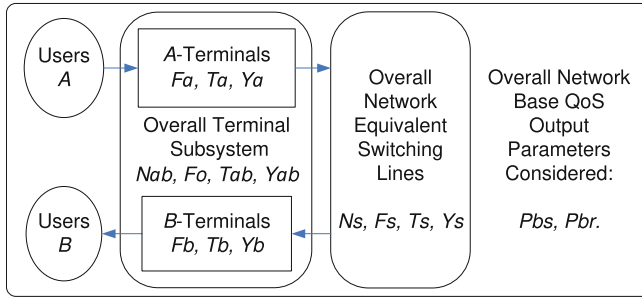 Users
A
A-Terminals
Fa, Ta, Ya
Overall Terminal
Subsystem
Nab, Fo, Tab, Yab
Users
B
B-Terminals
Fb, Tb, Yb
Overall
Network
Equivalent
Switching
Lines
Ns, Fs, Ts, Ys
Overall Network
Base QoS
Output
Parameters
Considered:
Pbs, Pbr.